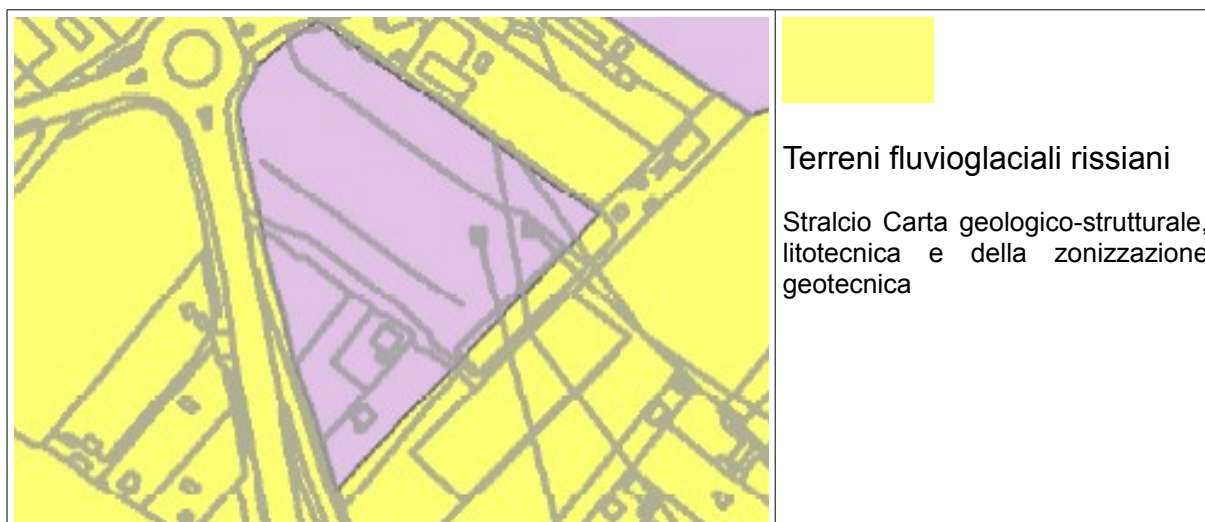 Terreni fluvioglaciali rissiani
Stralcio Carta geologico-strutturale,
litotecnica e della zonizzazione
geotecnica